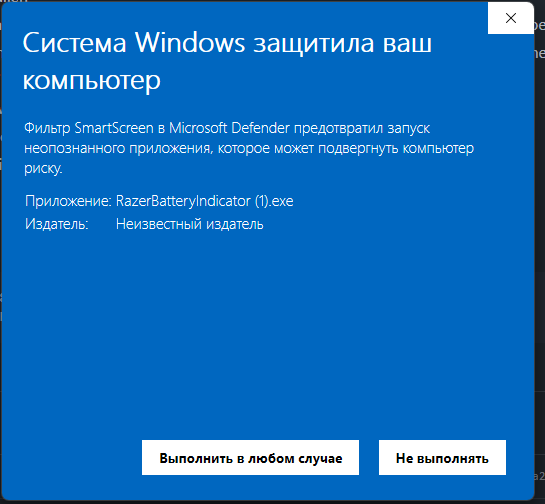 Система Windows защитила ваш
компьютер
Фильтр SmartScreen в Microsoft Defender предотвратил запуск
неопознанного приложения, которое может подвергнуть компьютер
риску.
Приложение: RazerBatteryIndicator (1).exe
Издатель: Неизвестный издатель
Выполнить в любом случае
Не выполнять